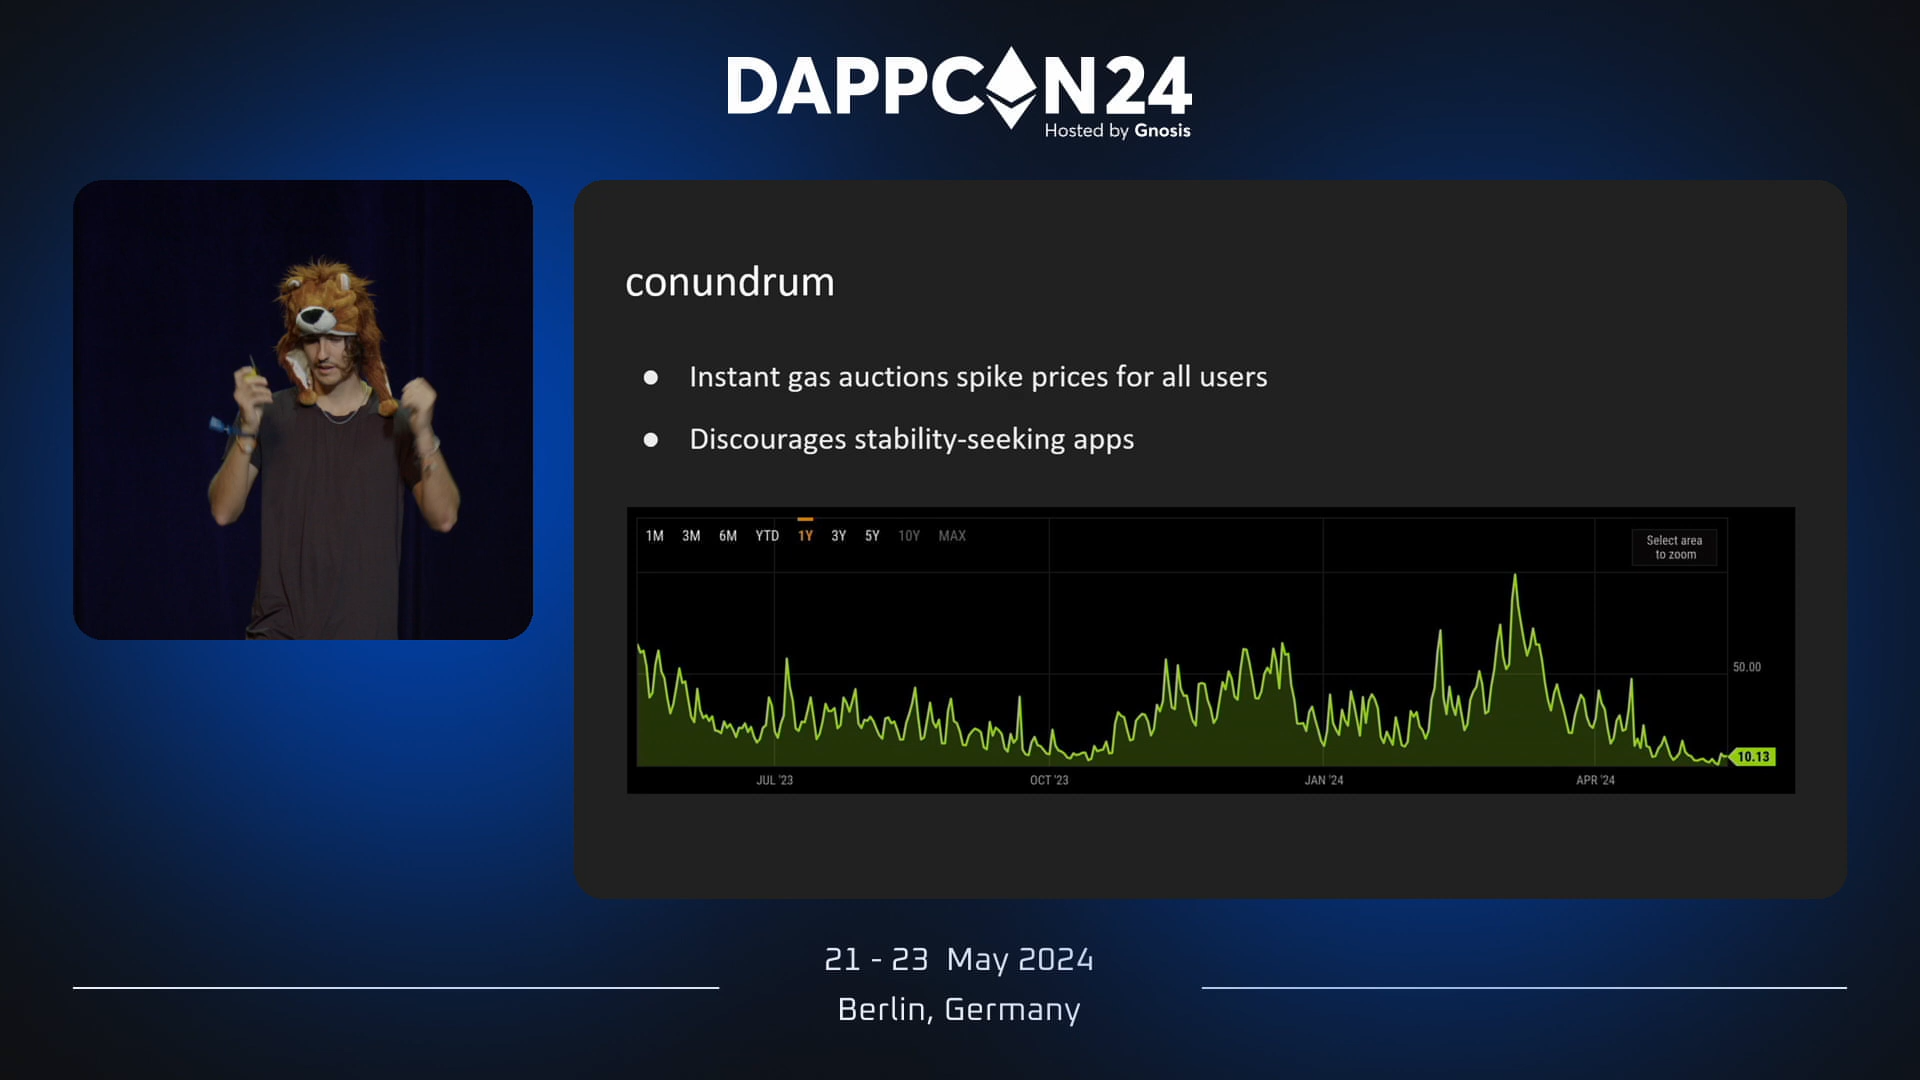 DAPPCON24
Hosted by Gnosis
conundrum
● Instant gas auctions spike prices for all users
● Discourages stability-seeking apps
1M 3M 6M YTD 1Y 3Y 5Y 10Y MAX
Select area
to zoom
50.00
10.13
JUL '23 OCT '23 JAN '24 APR '24
21 - 23 May 2024
Berlin, Germany